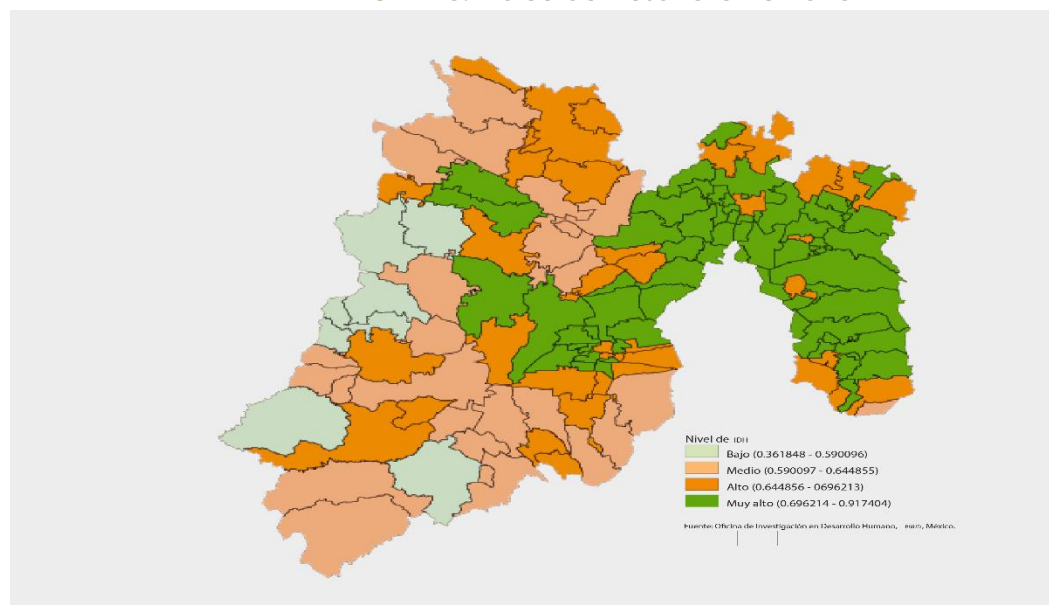 Nivel de IDH
Bajo (0.361848 - 0.590096)
Medio (0.590097 - 0.644855)
Alto (0.644856 - 0696213)
Muy alto (0.696214 - 0.917404)
Fuente: Oficina de Investigación en Desarrollo Humano, PNUD, México.